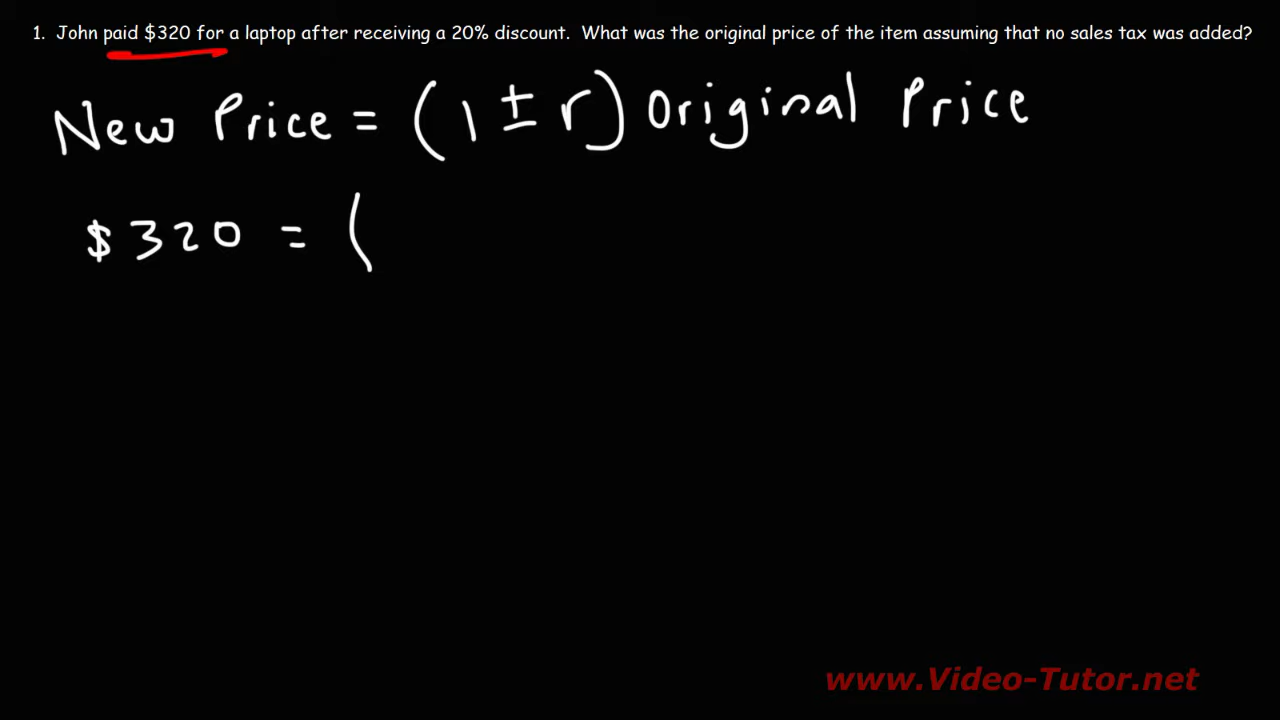 1. John paid $320 for a laptop after receiving a 20% discount. What was the original price of the item assuming that no sales tax was added?
New Price = (1 ± r) Original Price
$320 = (
www.Video-Tutor.net